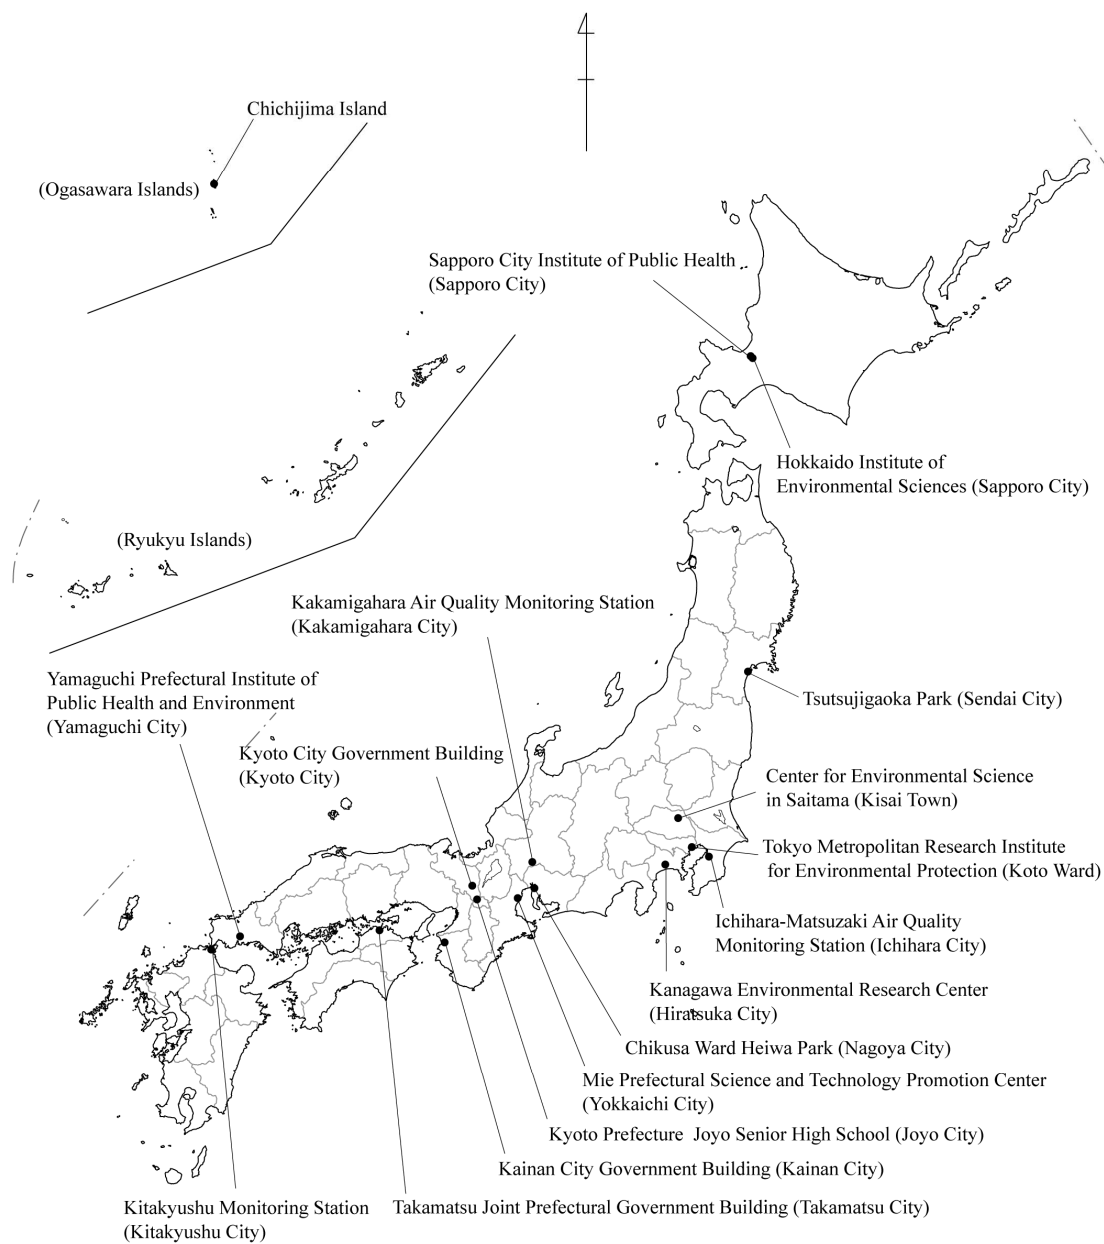 Chichijima Island
(Ogasawara Islands)
Sapporo City Institute of Public Health
(Sapporo City)
Hokkaido Institute of
Environmental Sciences (Sapporo City)
(Ryukyu Islands)
Kakamigahara Air Quality Monitoring Station
(Kakamigahara City)
Yamaguchi Prefectural Institute of
Public Health and Environment
(Yamaguchi City)
Tsutsujigaoka Park (Sendai City)
Kyoto City Government Building
(Kyoto City)
Center for Environmental Science
in Saitama (Kisai Town)
Tokyo Metropolitan Research Institute
for Environmental Protection (Koto Ward)
Ichihara-Matsuzaki Air Quality
Monitoring Station (Ichihara City)
Kanagawa Environmental Research Center
(Hiratsuka City)
Chikusa Ward Heiwa Park (Nagoya City)
Mie Prefectural Science and Technology Promotion Center
(Yokkaichi City)
Kyoto Prefecture Joyo Senior High School (Joyo City)
Kainan City Government Building (Kainan City)
Takamatsu Joint Prefectural Government Building (Takamatsu City)
Kitakyushu Monitoring Station
(Kitakyushu City)